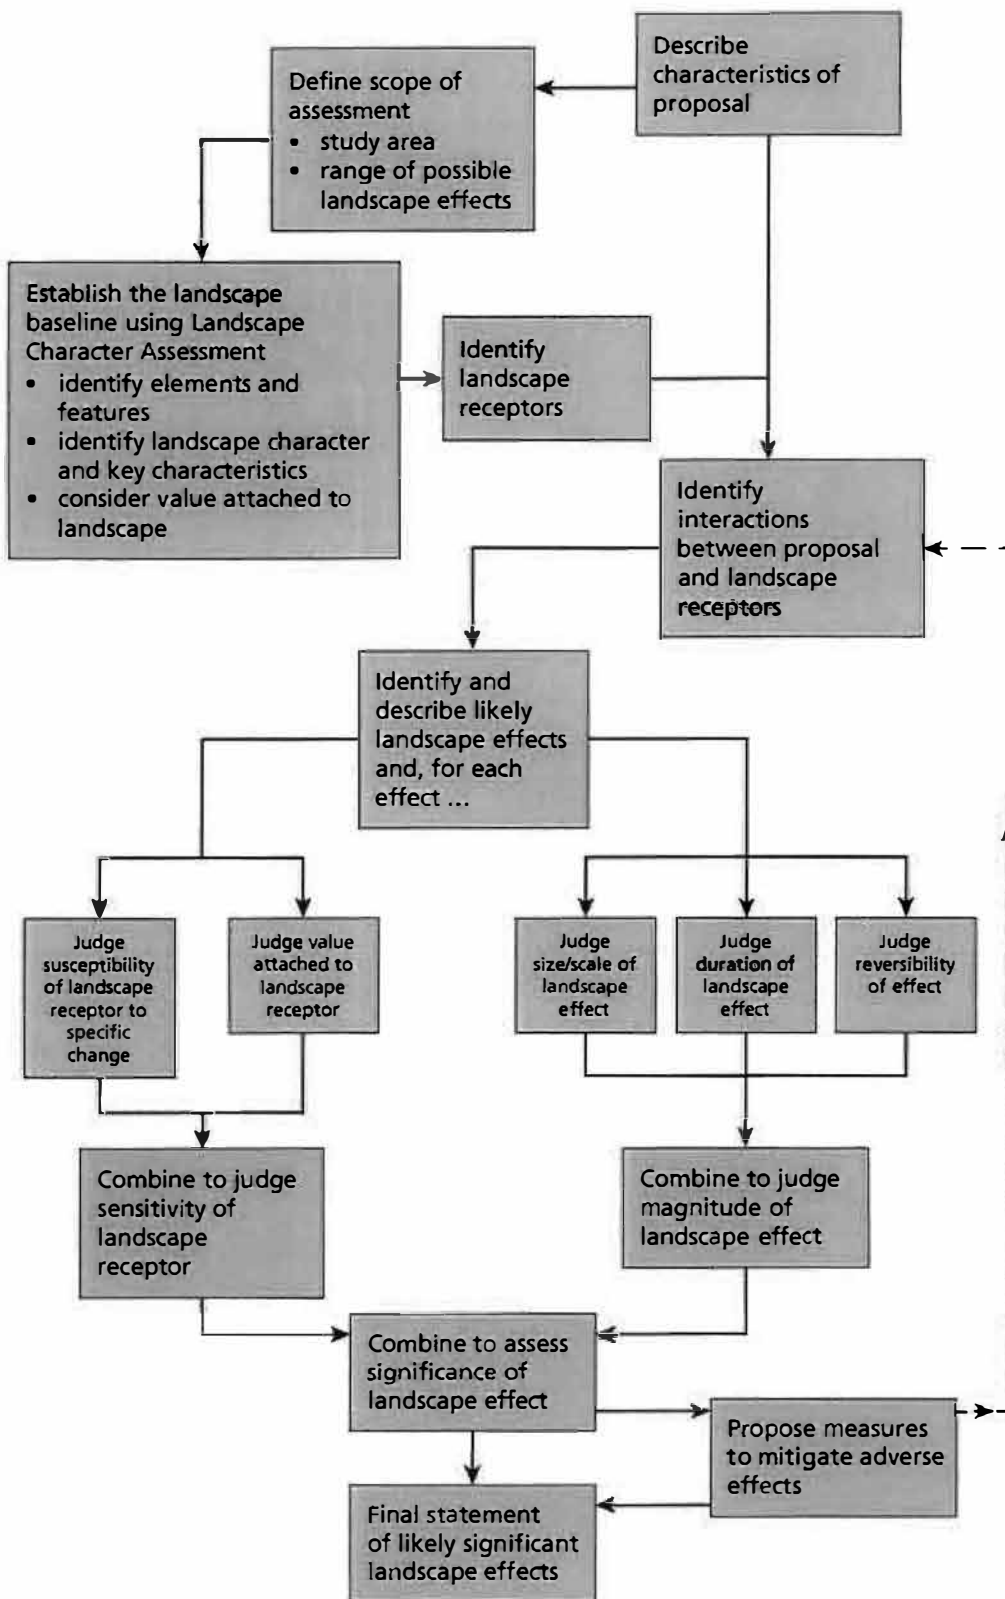 Describe
characteristics of
proposal
Define scope of
assessment
• study area
• range of possible
landscape effects
Establish the landscape
baseline using Landscape
Character Assessment
• identify elements and
features
• identify landscape character
and key characteristics
• consider value attached to
landscape
Identify
landscape
receptors
Identify
interactions
between proposal
and landscape
receptors
Identify and
describe likely
landscape effects
and, for each
effect ...
Judge
susceptibility
of landscape
receptor to
specific
change
Judge value
attached to
landscape
receptor
Judge
size/scale of
landscape
effect
Judge
duration of
landscape
effect
Judge
reversibility
of effect
Combine to judge
sensitivity of
landscape
receptor
Combine to judge
magnitude of
landscape effect
Combine to assess
significance of
landscape effect
Propose measures
to mitigate adverse
effects
Final statement
of likely significant
landscape effects